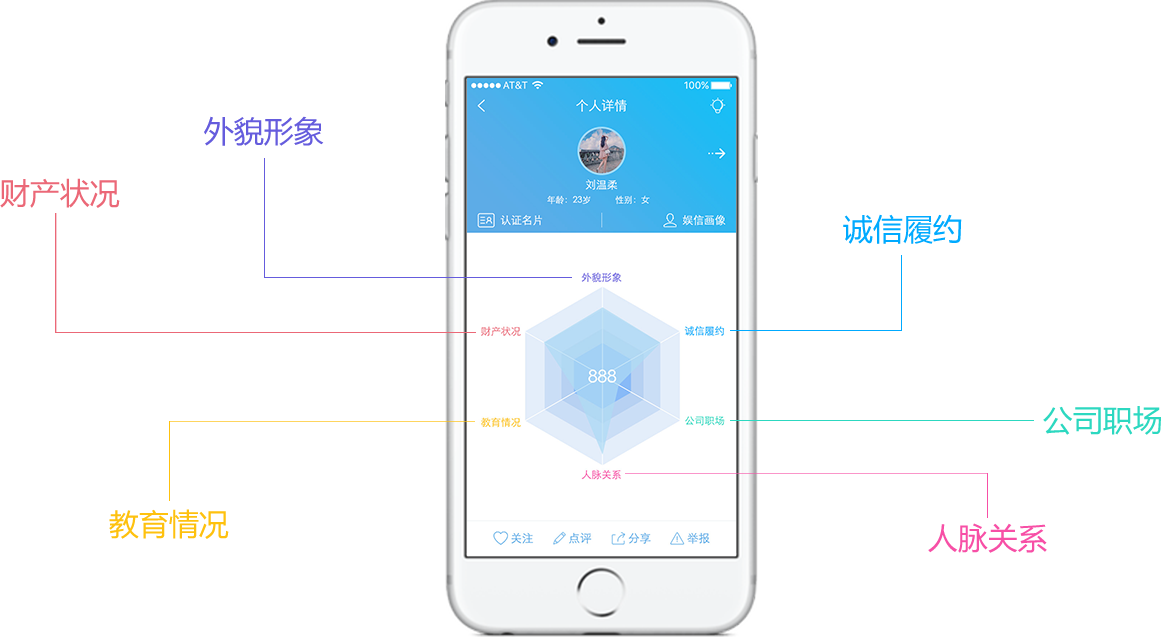 AT&T
100%
个人详情
刘温柔
年龄：23岁 性别：女
认证名片
娱信画像
外貌形象
财产状况
诚信履约
888
教育情况
公司职场
人脉关系
关注
点评
分享
举报
外貌形象
财产状况
诚信履约
公司职场
教育情况
人脉关系